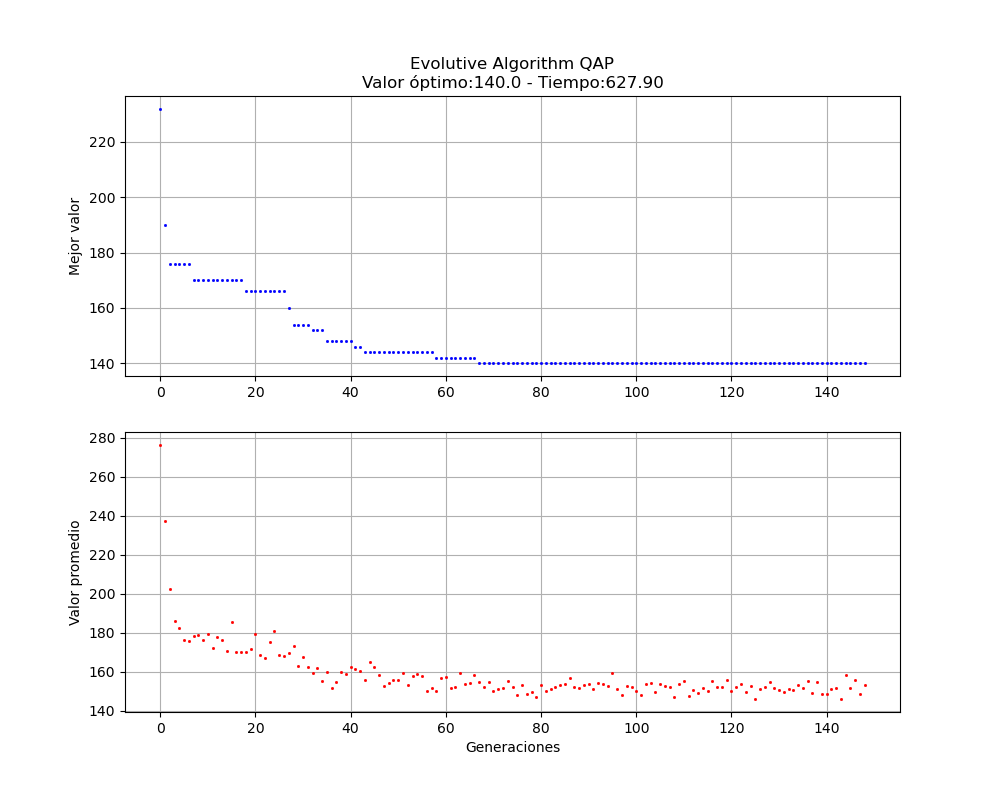 Evolutive Algorithm QAP
Valor óptimo:140.0 - Tiempo:627.90
Mejor valor
220
200
180
160
140
0 20 40 60 80 100 120 140
Valor promedio
280
260
240
220
200
180
160
140
0 20 40 60 80 100 120 140
Generaciones